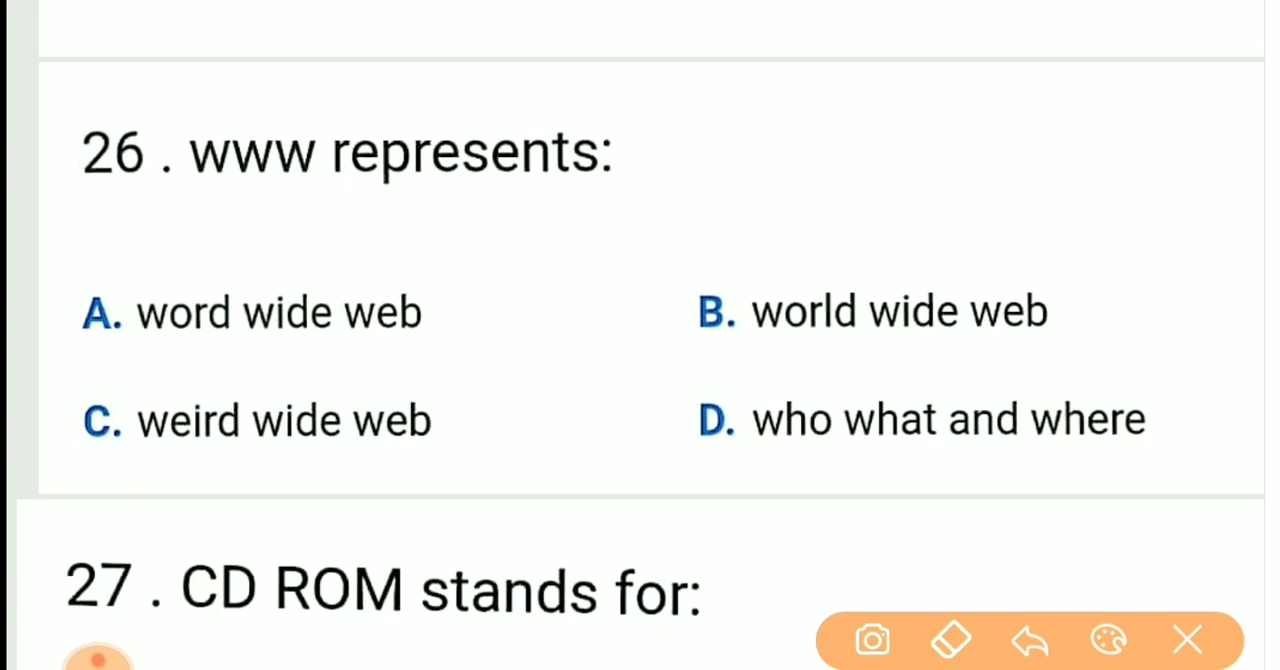 26 . www represents:
A. word wide web
B. world wide web
C. weird wide web
D. who what and where
27 . CD ROM stands for: